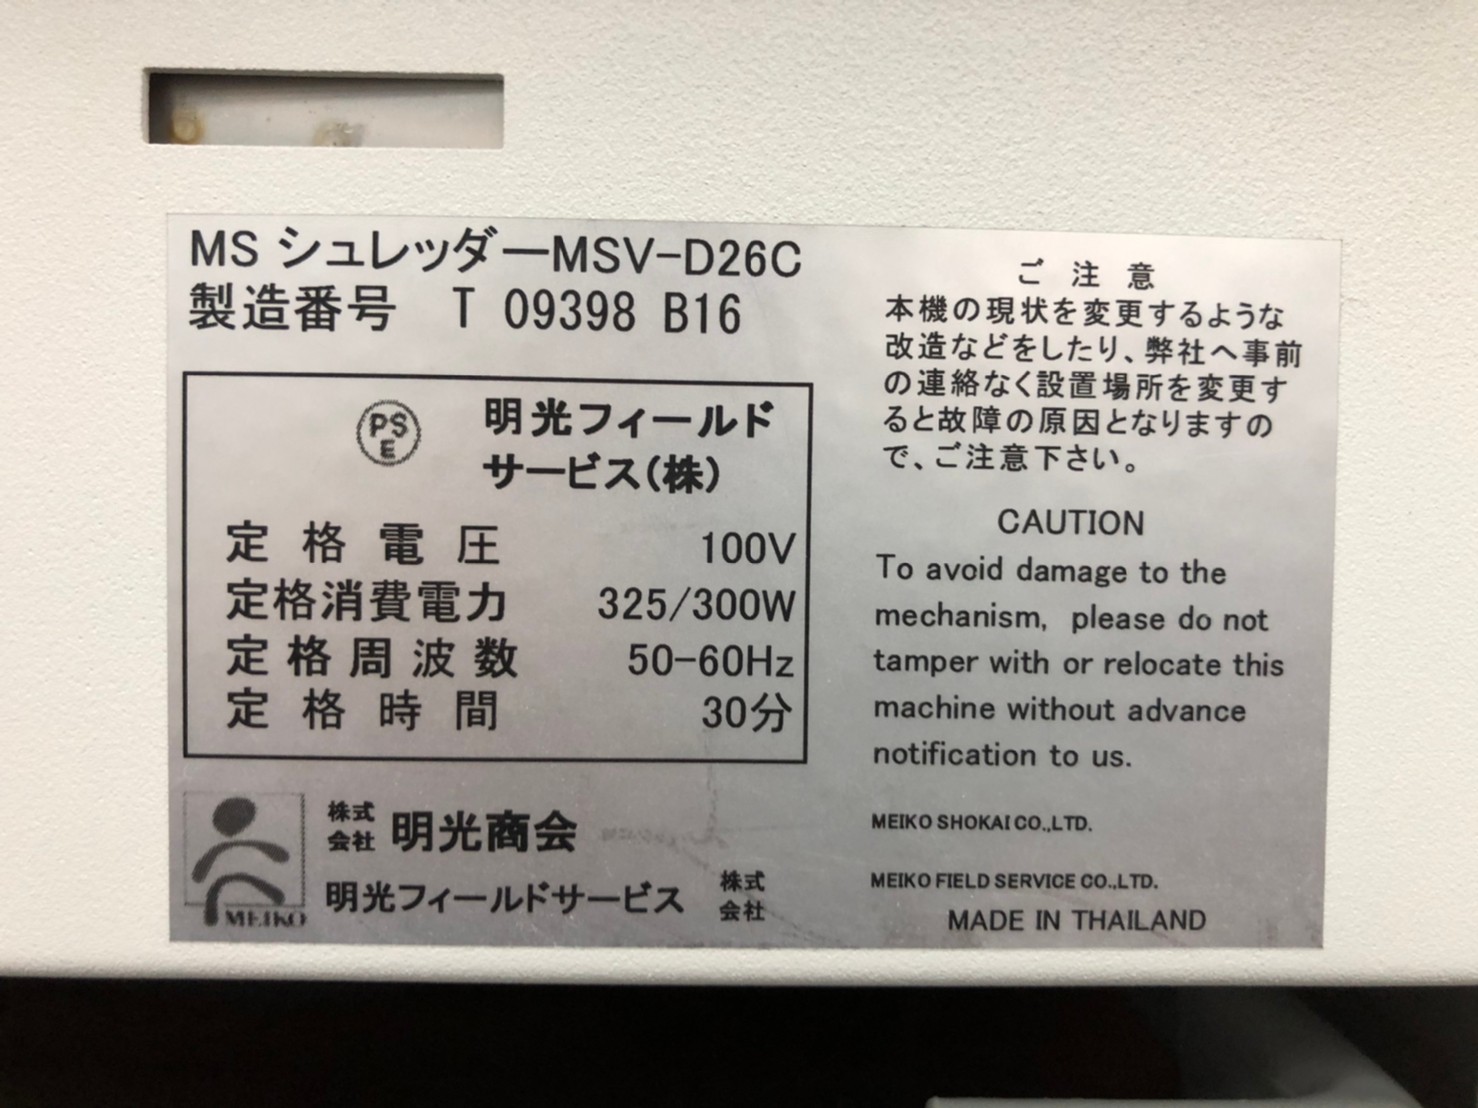 MS シュレッダーMSV-D26C
製造番号 T 09398 B16
PS
E
明光フィールド
サービス(株)
定格電圧 100V
定格消費電力 325/300W
定格周波数 50-60Hz
定格時間 30分
株式
会社 明光商会
明光フィールドサービス 株式
会社
MEIKO
ご注意
本機の現状を変更するような
改造などをしたり、弊社へ事前
の連絡なく設置場所を変更す
ると故障の原因となりますの
で、ご注意下さい。
CAUTION
To avoid damage to the
mechanism, please do not
tamper with or relocate this
machine without advance
notification to us.
MEIKO SHOKAI CO.,LTD.
MEIKO FIELD SERVICE CO.,LTD.
MADE IN THAILAND